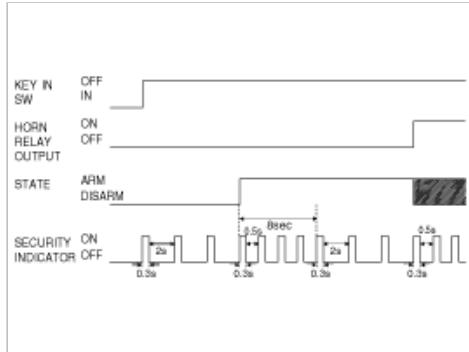 KEY IN OFF
SW IN
HORN ON
RELAY OFF
OUTPUT
STATE ARM
DISARM
8sec
0.5s 0.5s
SECURITY ON
2s 2s
INDICATOR OFF
0.3s 0.3s 0.3s 0.3s